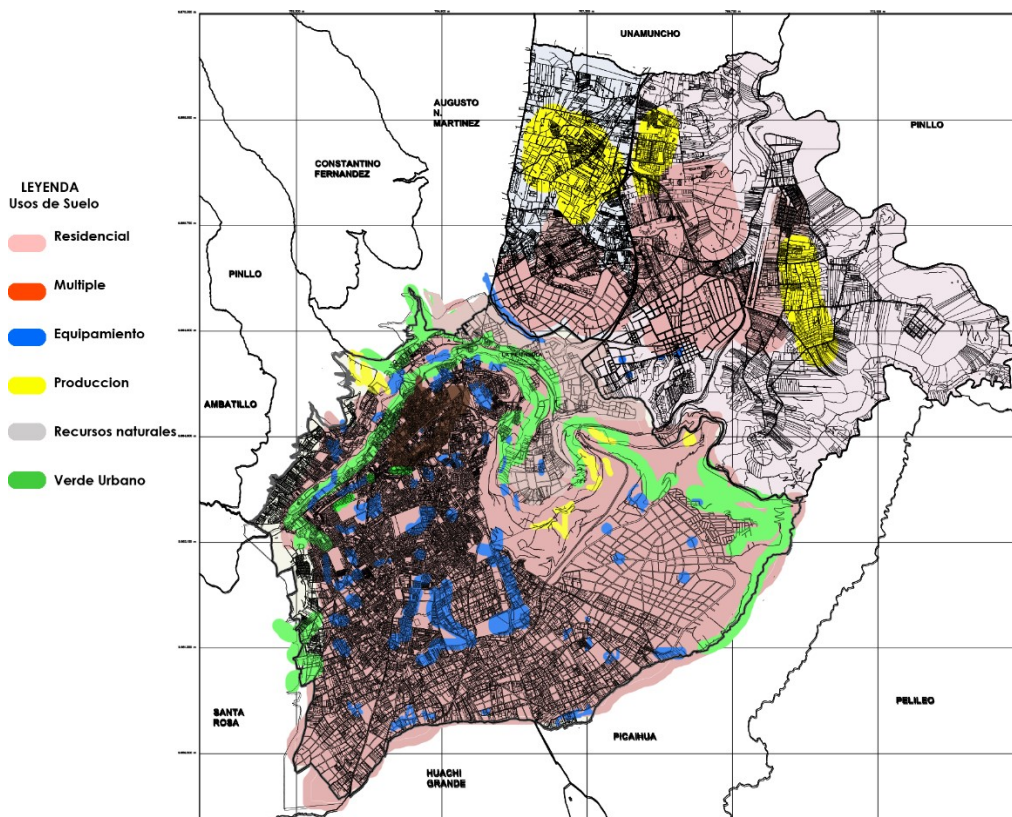 UNAMUNCHO
AUGUSTO
N.
MARTINEZ
PINLLO
CONSTANTINO
FERNANDEZ
LEYENDA
Usos de Suelo
Residencial
Multiple
Equipamiento
Produccion
Recursos naturales
Verde Urbano
PINLLO
AMBATILLO
SANTA
ROSA
HUACHI
GRANDE
PICAIHUA
PELILEO